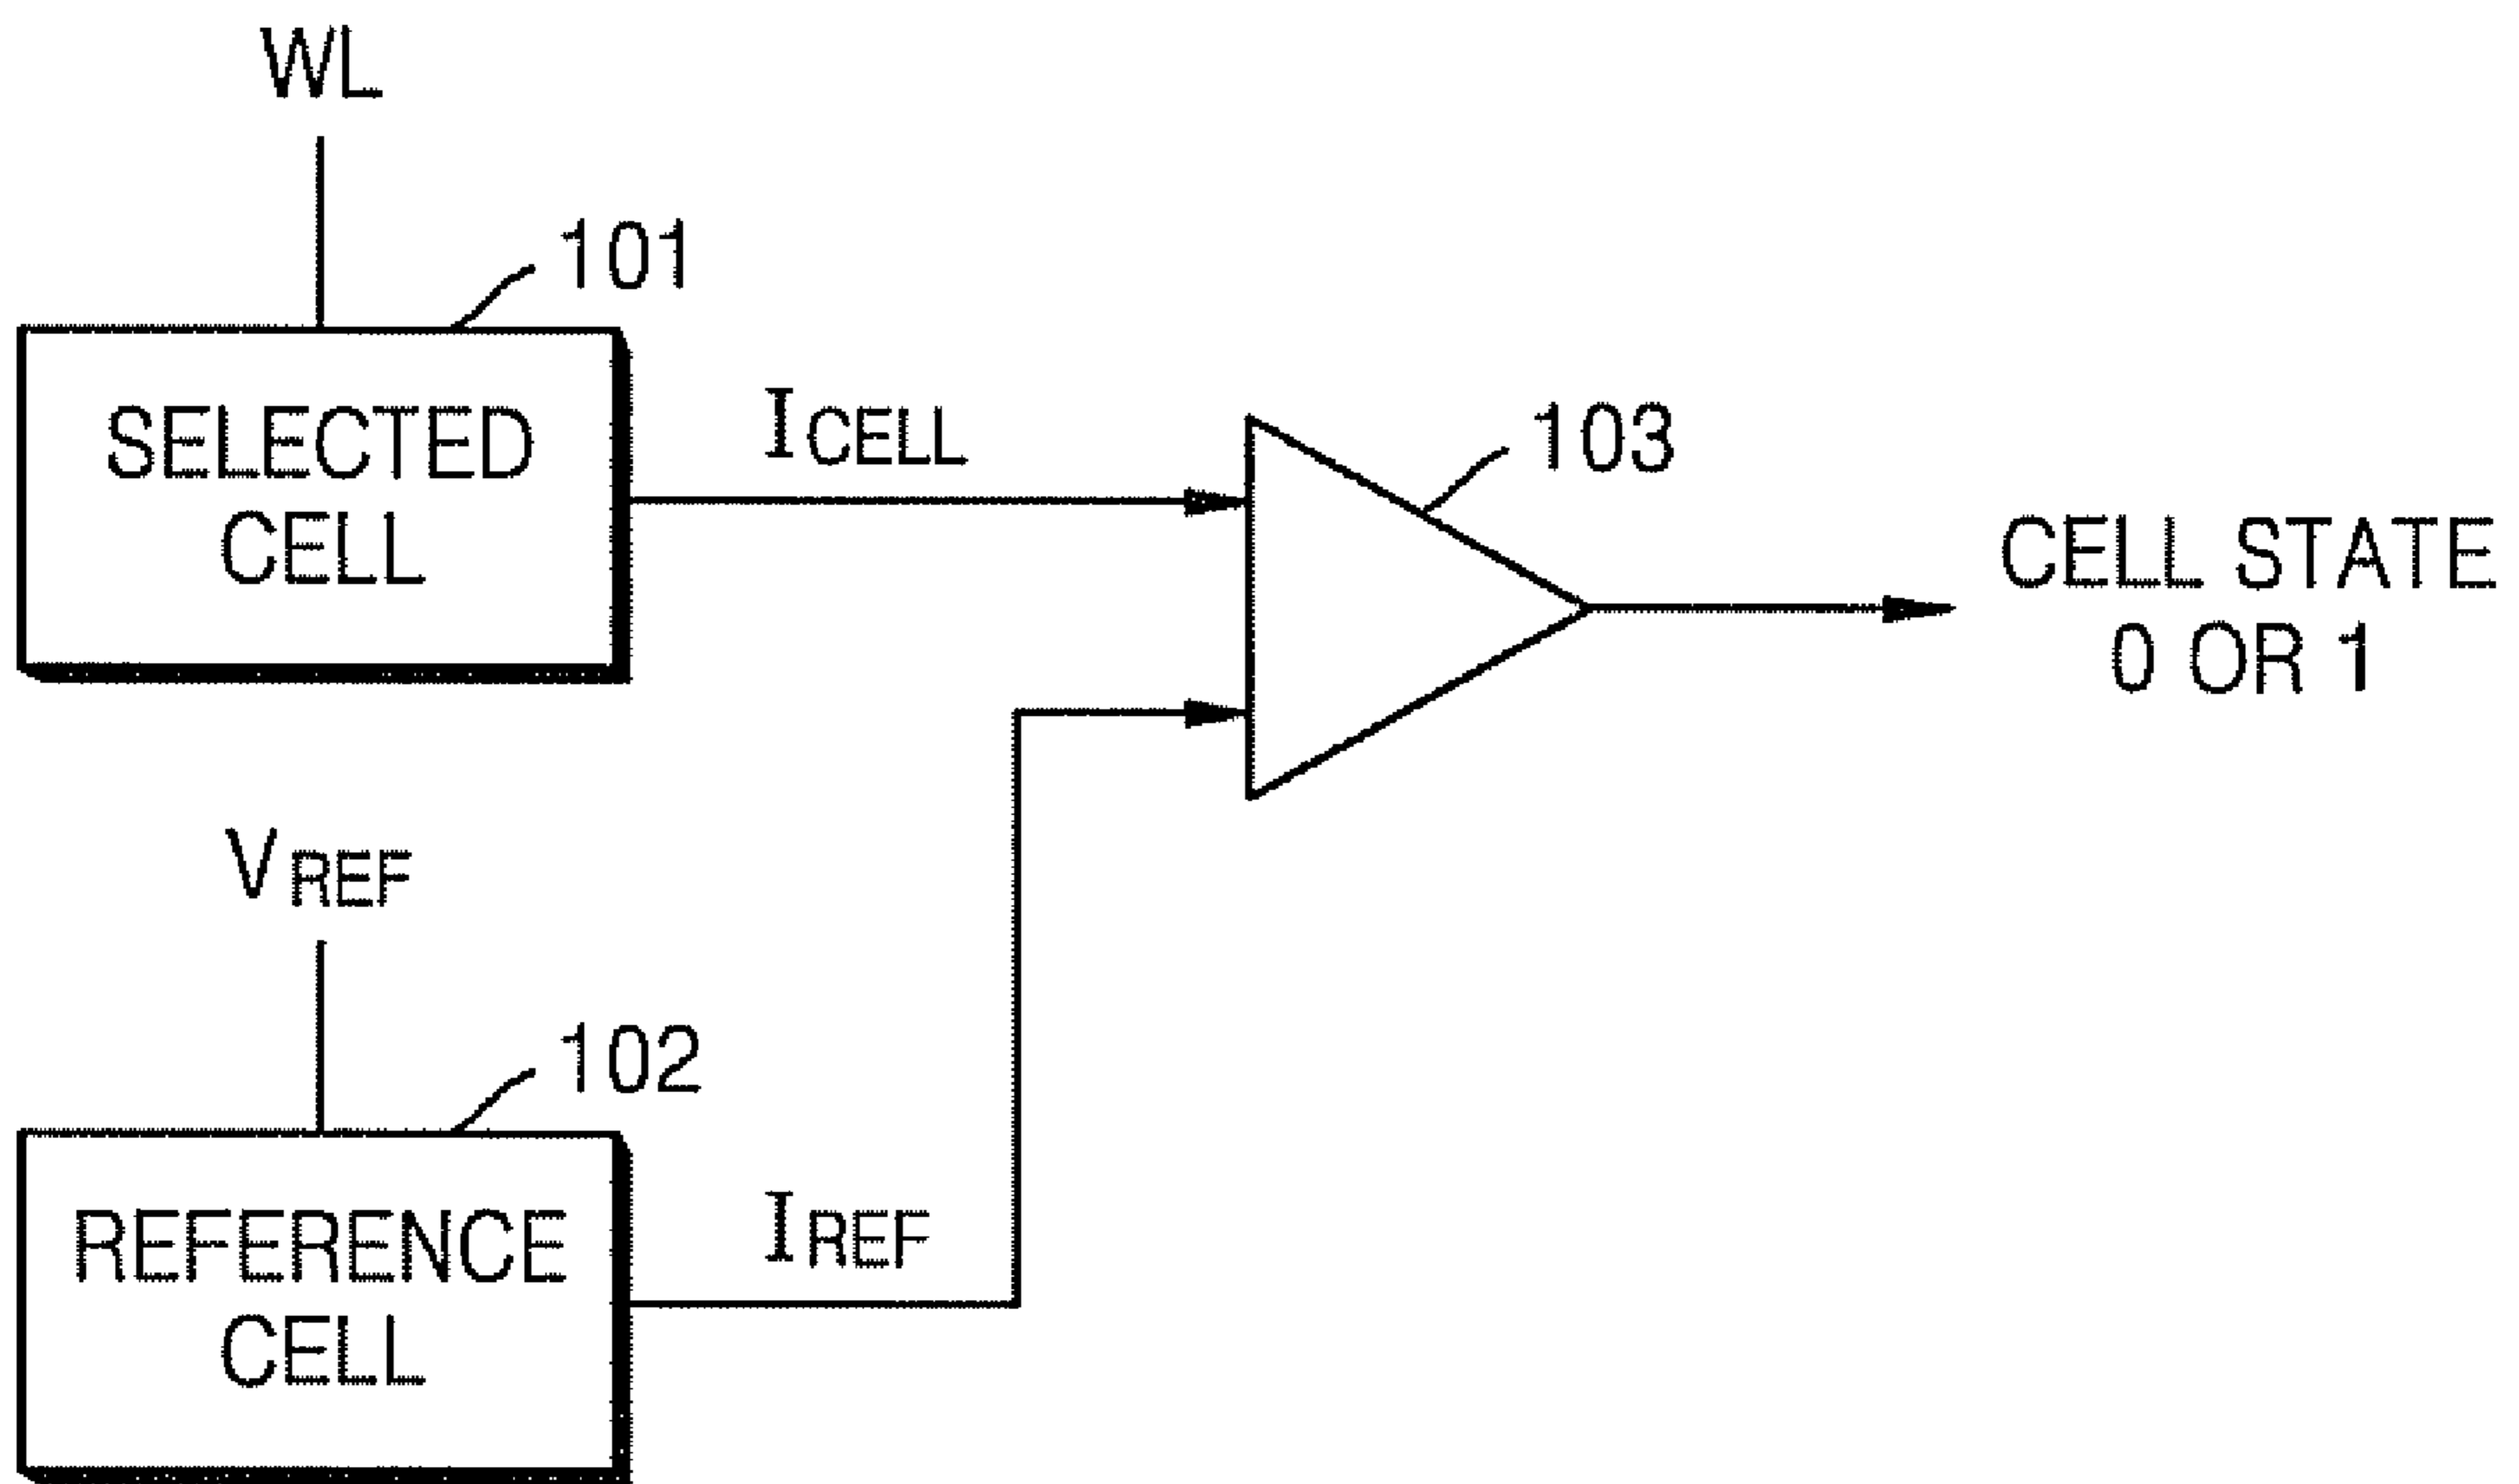 WL
101
SELECTED
CELL
ICELL
103
CELL STATE
0 OR 1
VREF
102
REFERENCE
CELL
IREF